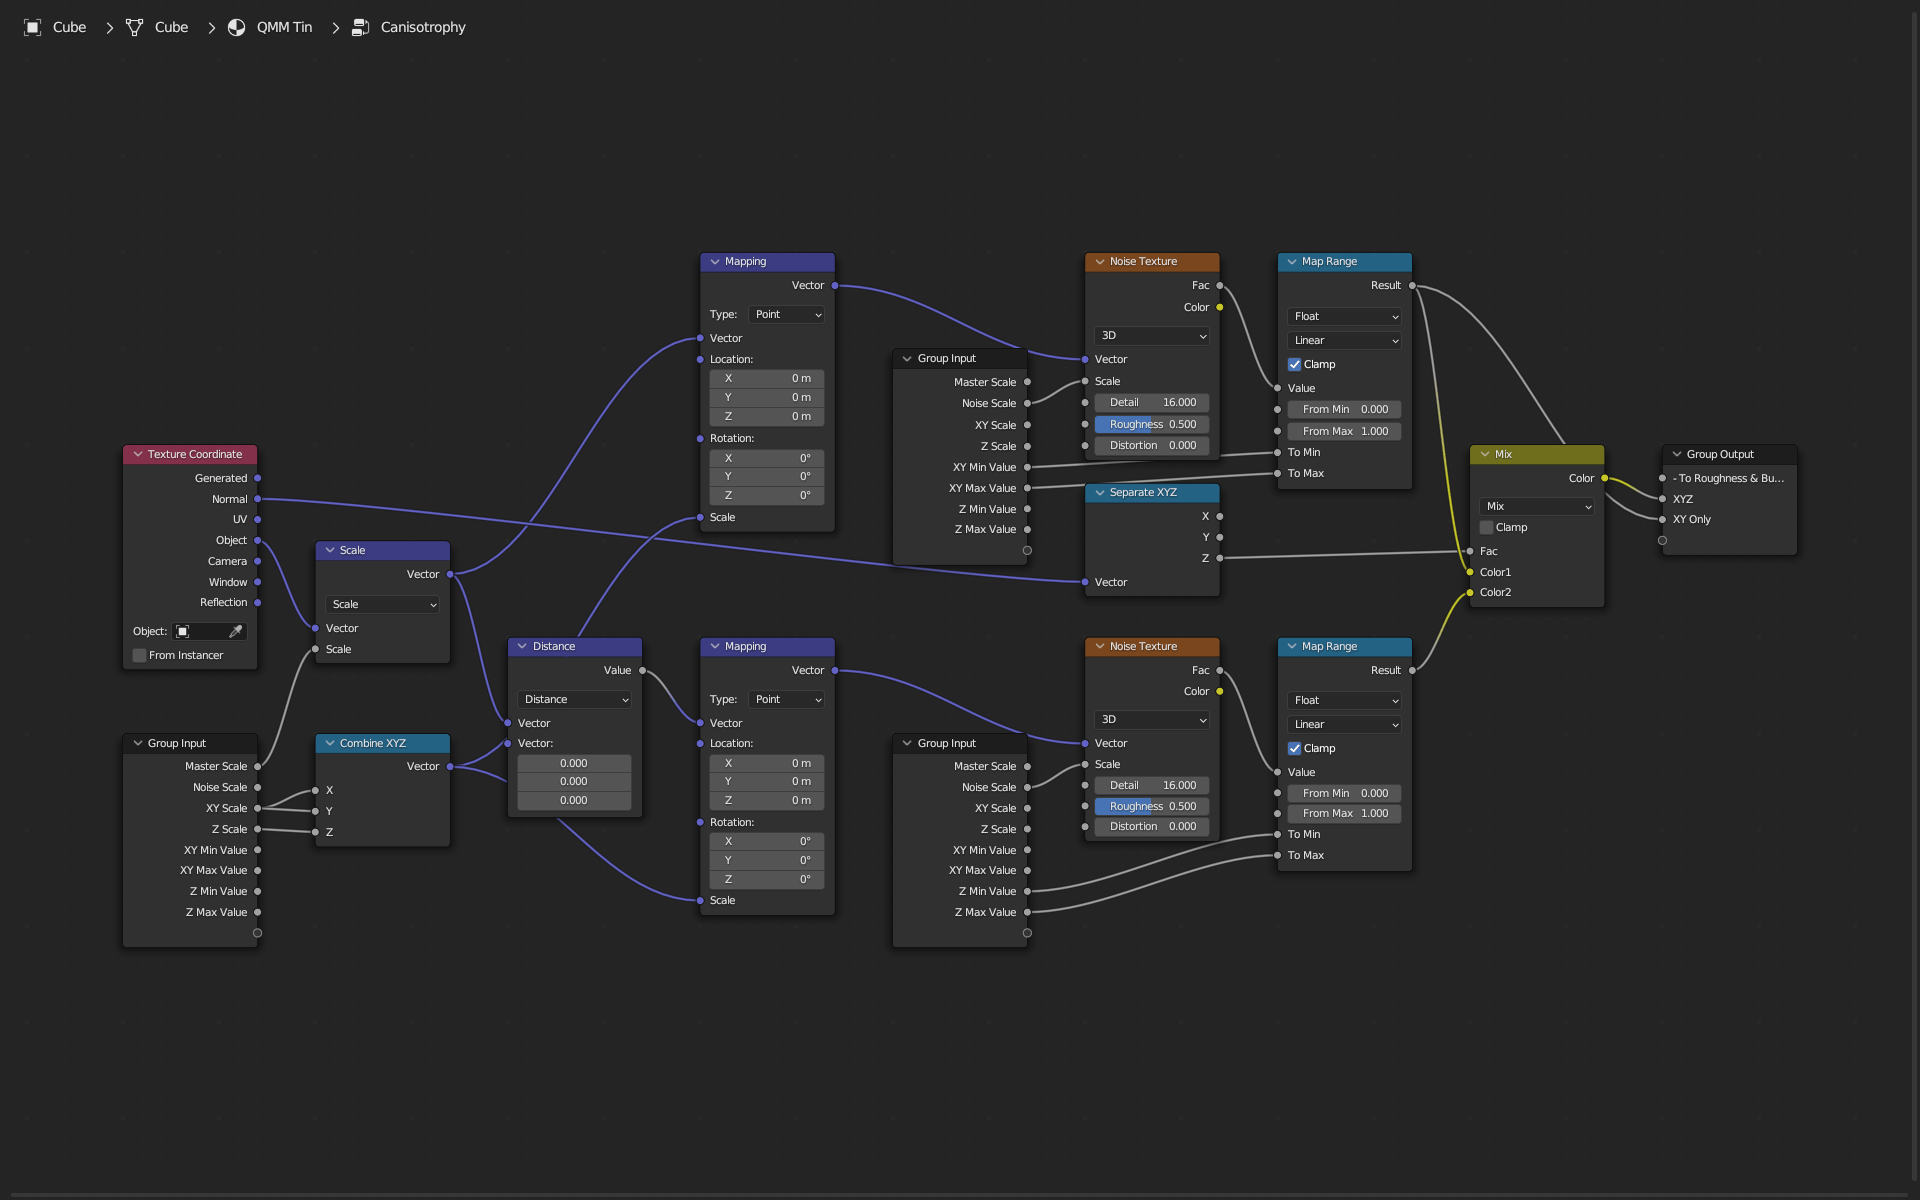 Cube > Cube > QMM Tin > Canisotrophy
Texture Coordinate
Generated
Normal
UV
Object
Camera
Window
Reflection
Object:
From Instancer
Group Input
Master Scale
Noise Scale
XY Scale
Z Scale
XY Min Value
XY Max Value
Z Min Value
Z Max Value
Scale
Vector
Scale
Vector
Scale
Combine XYZ
Vector
X
Y
Z
Distance
Value
Distance
Vector
Vector:
0.000
0.000
0.000
Mapping
Vector
Type: Point
Vector
Location:
X 0 m
Y 0 m
Z 0 m
Rotation:
X 0°
Y 0°
Z 0°
Scale
Mapping
Vector
Type: Point
Vector
Location:
X 0 m
Y 0 m
Z 0 m
Rotation:
X 0°
Y 0°
Z 0°
Scale
Group Input
Master Scale
Noise Scale
XY Scale
Z Scale
XY Min Value
XY Max Value
Z Min Value
Z Max Value
Group Input
Master Scale
Noise Scale
XY Scale
Z Scale
XY Min Value
XY Max Value
Z Min Value
Z Max Value
Noise Texture
Fac
Color
3D
Vector
Scale
Detail 16.000
Roughness 0.500
Distortion 0.000
Separate XYZ
X
Y
Z
Vector
Noise Texture
Fac
Color
3D
Vector
Scale
Detail 16.000
Roughness 0.500
Distortion 0.000
Map Range
Result
Float
Linear
Clamp
Value
From Min 0.000
From Max 1.000
To Min
To Max
Map Range
Result
Float
Linear
Clamp
Value
From Min 0.000
From Max 1.000
To Min
To Max
Mix
Color
Mix
Clamp
Fac
Color1
Color2
Group Output
- To Roughness & Bu...
XYZ
XY Only